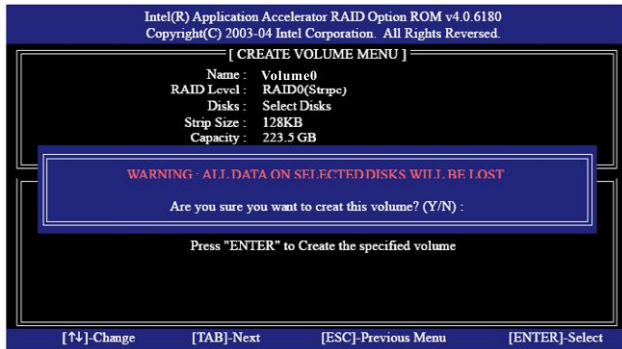 Intel(R) Application Accelerator RAID Option ROM v4.0.6180
Copyright(C) 2003-04 Intel Corporation. All Rights Reversed.
[ CREATE VOLUME MENU ]
Name : Volume0
RAID Level : RAID0(Stripe)
Disks : Select Disks
Strip Size : 128KB
Capacity : 223.5 GB
WARNING : ALL DATA ON SELECTED DISKS WILL BE LOST
Are you sure you want to creat this volume? (Y/N) :
Press "ENTER" to Create the specified volume
[↑↓]-Change [TAB]-Next [ESC]-Previous Menu [ENTER]-Select